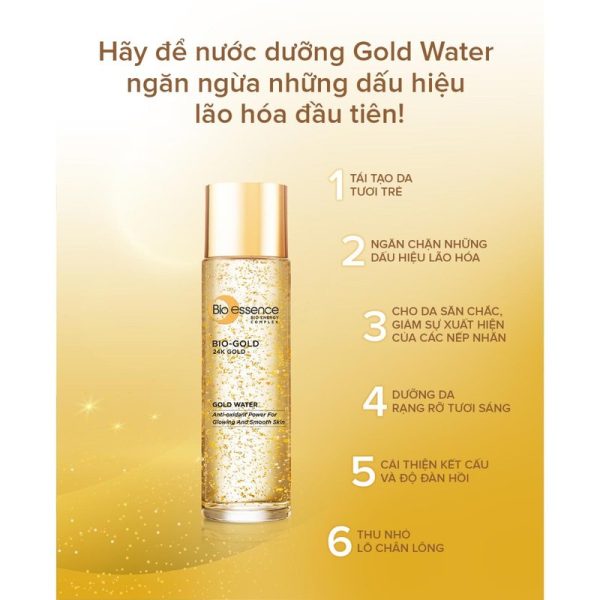 Hãy để nước dưỡng Gold Water
ngăn ngừa những dấu hiệu
lão hóa đầu tiên!
1 TÁI TẠO DA
TƯƠI TRẺ
2 NGĂN CHẶN NHỮNG
DẤU HIỆU LÃO HÓA
3 CHO DA SĂN CHẮC,
GIẢM SỰ XUẤT HIỆN
CỦA CÁC NẾP NHĂN
4 DƯỠNG DA
RẠNG RỠ TƯƠI SÁNG
5 CẢI THIỆN KẾT CẤU
VÀ ĐỘ ĐÀN HỒI
6 THU NHỎ
LỖ CHÂN LÔNG
Bio essence
BIO ENERGY
COMPLEX
BIO-GOLD
24K GOLD
GOLD WATER
Anti-oxidant Power For
Glowing And Smooth Skin